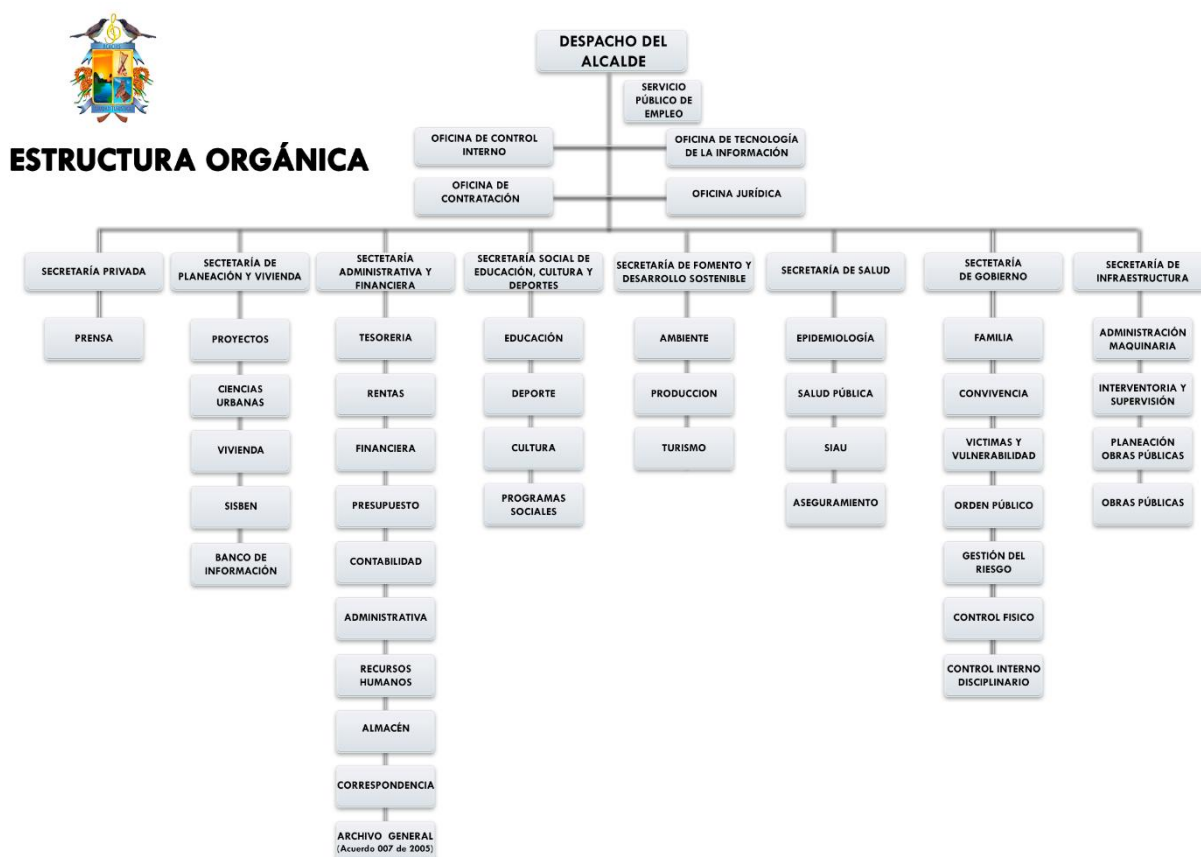 DESPACHO DEL
ALCALDE
SERVICIO
PÚBLICO DE
EMPLEO
OFICINA DE CONTROL
INTERNO
OFICINA DE TECNOLOGÍA
DE LA INFORMACIÓN
ESTRUCTURA ORGÁNICA
OFICINA DE
CONTRATACIÓN
OFICINA JURÍDICA
SECRETARÍA PRIVADA
PRENSA
SECTETARÍA DE
PLANEACIÓN Y VIVIENDA
PROYECTOS
CIENCIAS
URBANAS
VIVIENDA
SISBEN
BANCO DE
INFORMACIÓN
SECTETARÍA
ADMINISTRATIVA Y
FINANCIERA
TESORERIA
RENTAS
FINANCIERA
PRESUPUESTO
CONTABILIDAD
ADMINISTRATIVA
RECURSOS
HUMANOS
ALMACÉN
CORRESPONDENCIA
ARCHIVO GENERAL
(Acuerdo 007 de 2005)
SECRETARÍA SOCIAL DE
EDUCACIÓN, CULTURA Y
DEPORTES
EDUCACIÓN
DEPORTE
CULTURA
PROGRAMAS
SOCIALES
SECRETARÍA DE FOMENTO Y
DESARROLLO SOSTENIBLE
AMBIENTE
PRODUCCION
TURISMO
SECRETARÍA DE SALUD
EPIDEMIOLOGÍA
SALUD PÚBLICA
SIAU
ASEGURAMIENTO
SECTETARÍA
DE GOBIERNO
FAMILIA
CONVIVENCIA
VICTIMAS Y
VULNERABILIDAD
ORDEN PÚBLICO
GESTIÓN DEL
RIESGO
CONTROL FISICO
CONTROL INTERNO
DISCIPLINARIO
SECRETARÍA DE
INFRAESTRUCTURA
ADMINISTRACIÓN
MAQUINARIA
INTERVENTORIA Y
SUPERVISIÓN
PLANEACIÓN
OBRAS PÚBLICAS
OBRAS PÚBLICAS